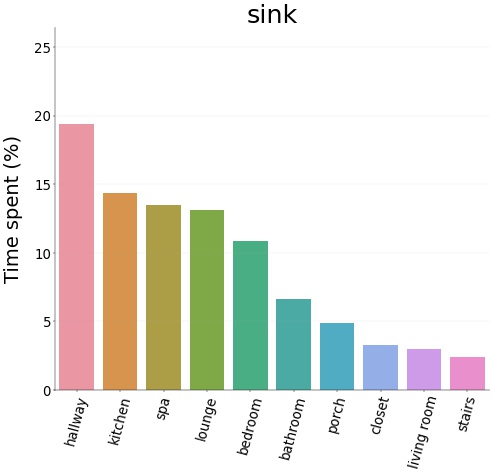 sink
Time spent (%)
25
20
15
10
5
0
hallway
kitchen
spa
lounge
bedroom
bathroom
porch
closet
living room
stairs